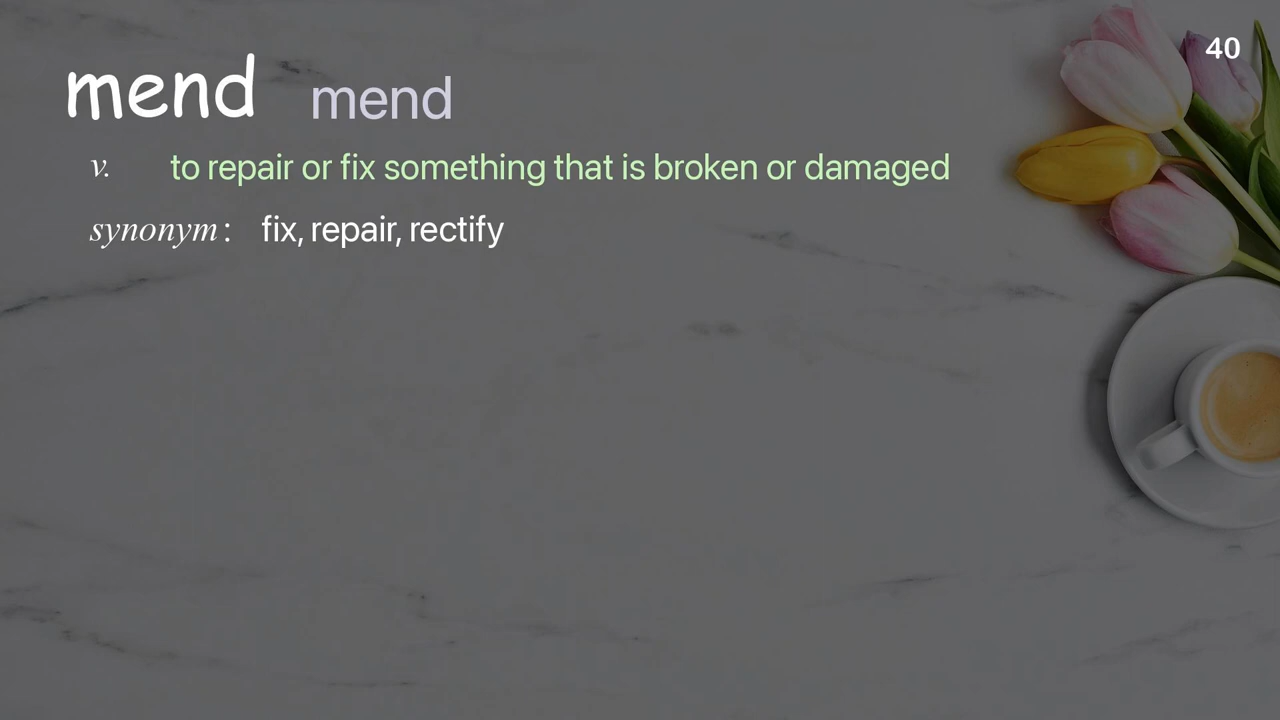 40
mend mend
v. to repair or fix something that is broken or damaged
synonym: fix, repair, rectify